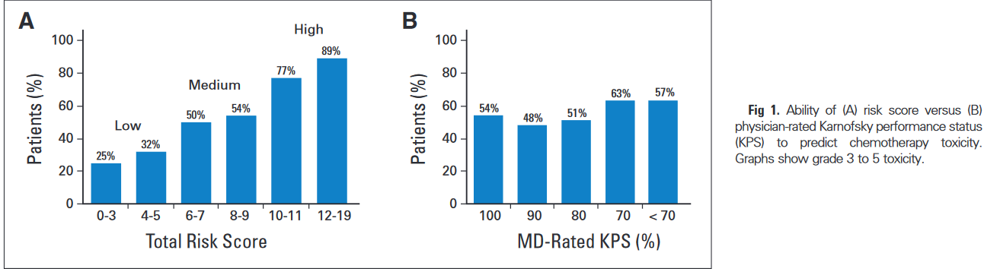 A
High
100
80
60
40
20
0
Patients (%)
25%
32%
50%
54%
77%
89%
Low
Medium
0-3 4-5 6-7 8-9 10-11 12-19
Total Risk Score
B
100
80
60
40
20
0
Patients (%)
54%
48%
51%
63%
57%
100 90 80 70 < 70
MD-Rated KPS (%)
Fig 1. Ability of (A) risk score versus (B)
physician-rated Karnofsky performance status
(KPS) to predict chemotherapy toxicity.
Graphs show grade 3 to 5 toxicity.